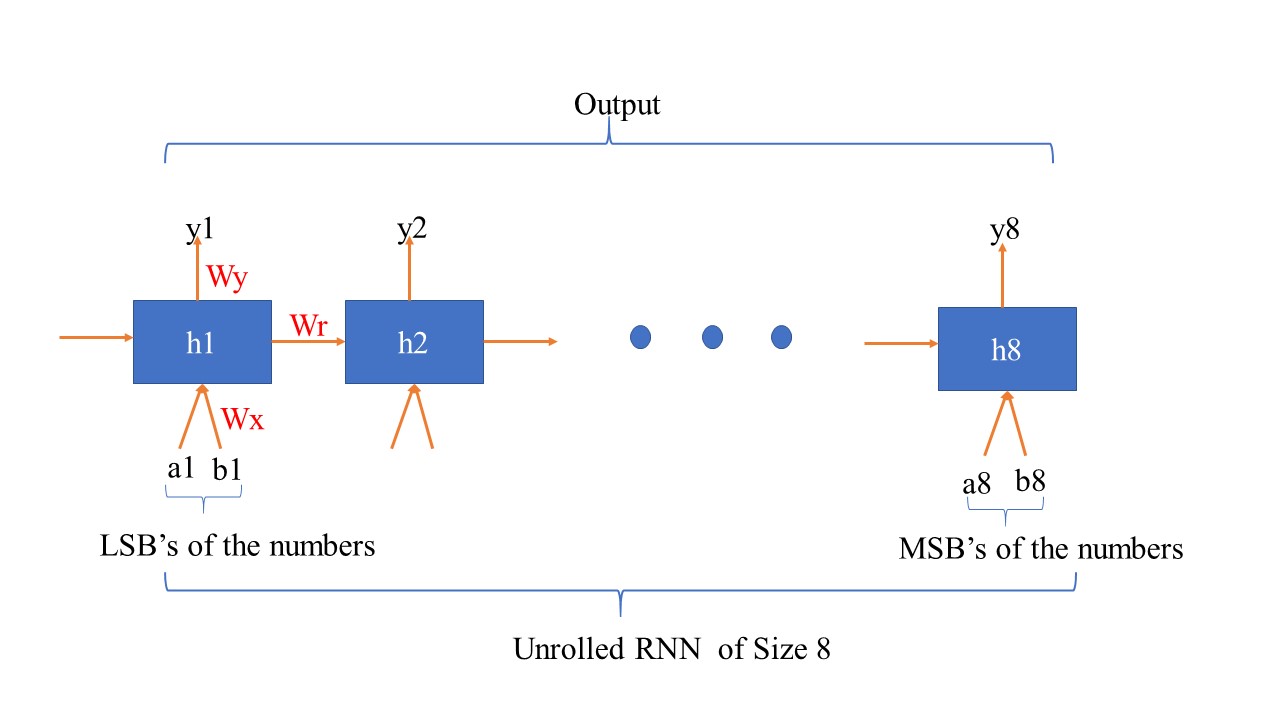 Output
y1
y2
y8
Wy
h1
Wr
h2
h8
Wx
a1 b1
a8 b8
LSB’s of the numbers
MSB’s of the numbers
Unrolled RNN  of Size 8